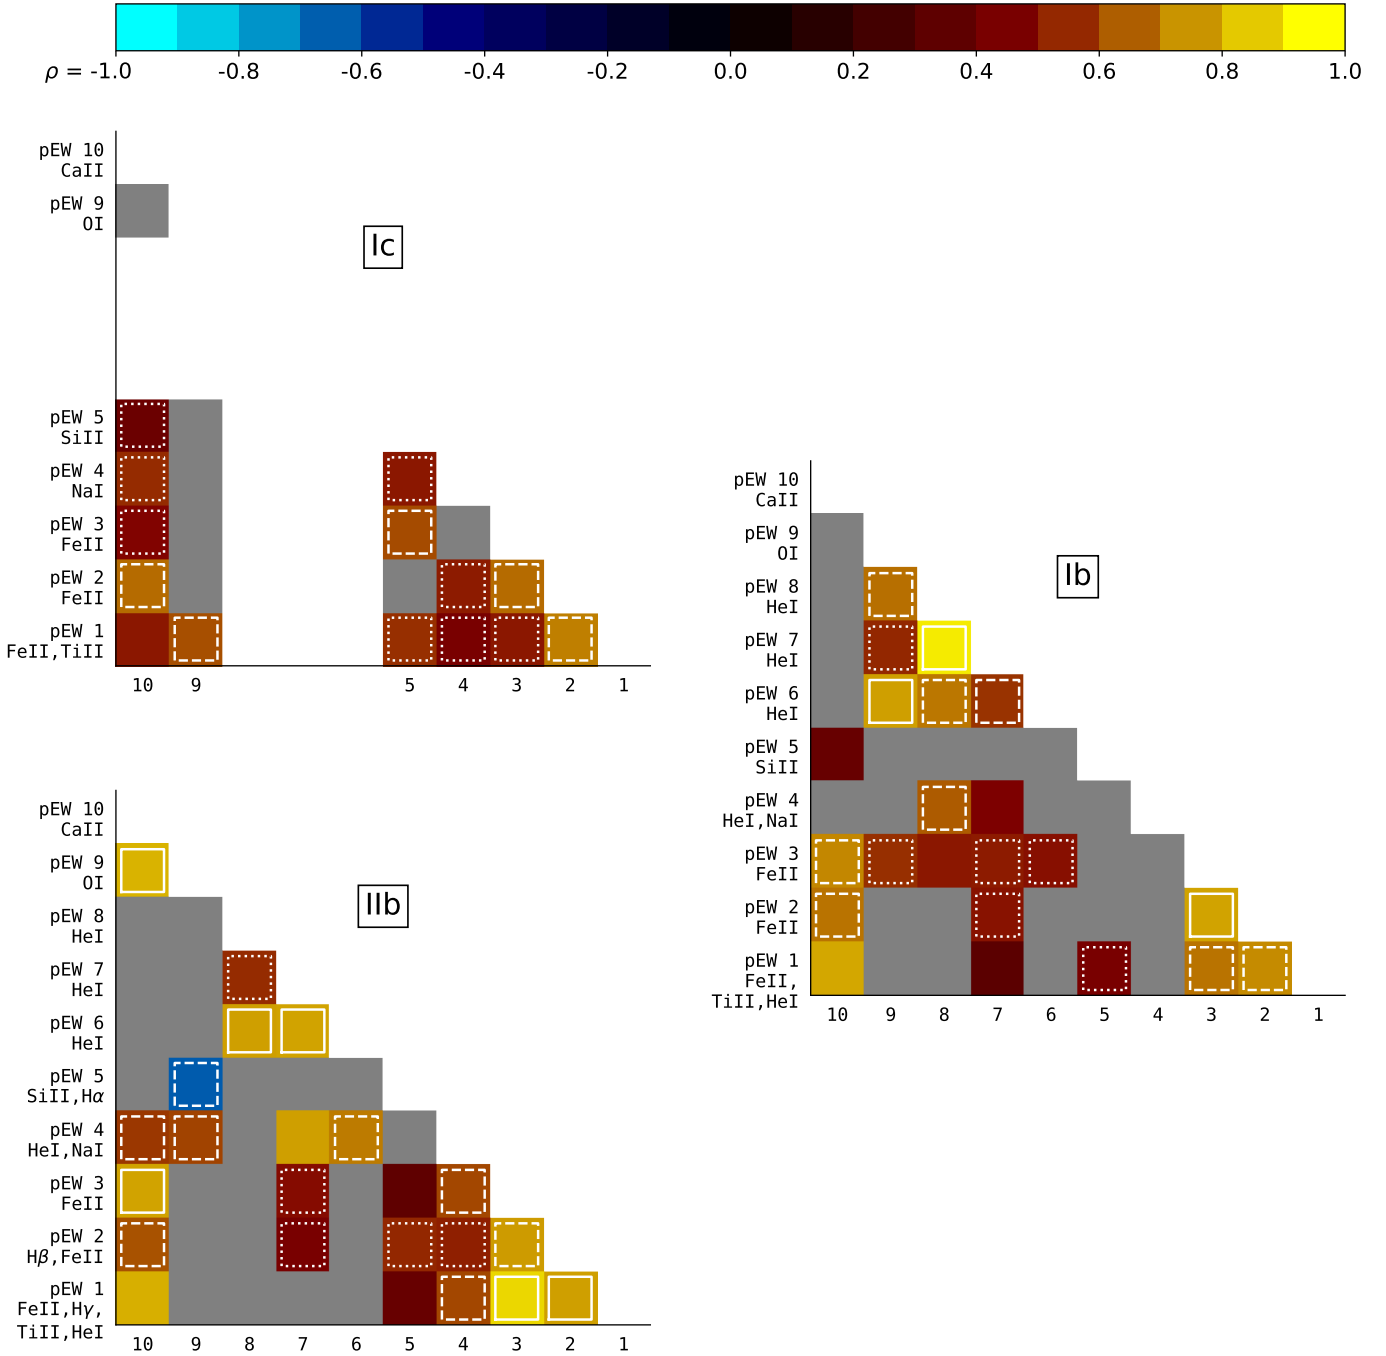 ρ = -1.0 -0.8 -0.6 -0.4 -0.2 0.0 0.2 0.4 0.6 0.8 1.0
pEW 10
CaII
pEW 9
OI
Ic
pEW 5
SiII
pEW 4
NaI
pEW 3
FeII
pEW 2
FeII
pEW 1
FeII,TiII
10 9 5 4 3 2 1
pEW 10
CaII
pEW 9
OI
Ib
pEW 8
HeI
pEW 7
HeI
pEW 6
HeI
pEW 5
SiII
pEW 4
HeI,NaI
pEW 3
FeII
pEW 2
FeII
pEW 1
FeII,
TiII,HeI
10 9 8 7 6 5 4 3 2 1
pEW 10
CaII
pEW 9
OI
IIb
pEW 8
HeI
pEW 7
HeI
pEW 6
HeI
pEW 5
SiII,Hα
pEW 4
HeI,NaI
pEW 3
FeII
pEW 2
Hβ,FeII
pEW 1
FeII,Hγ,
TiII,HeI
10 9 8 7 6 5 4 3 2 1